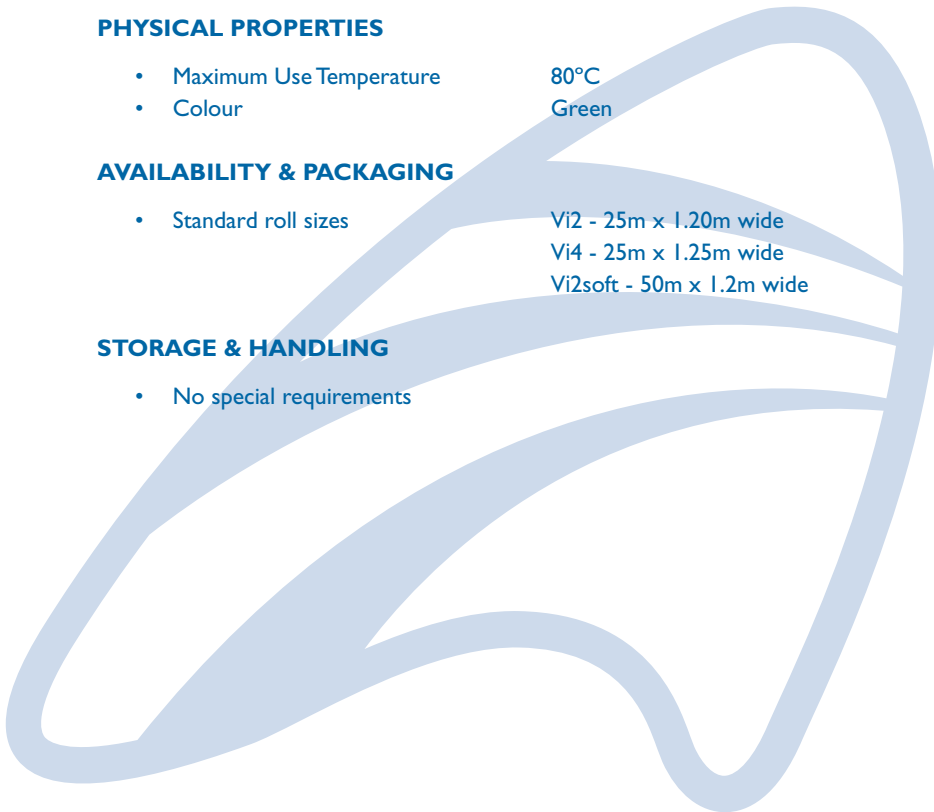 PHYSICAL PROPERTIES
• Maximum Use Temperature 80ºC
• Colour Green
AVAILABILITY & PACKAGING
• Standard roll sizes Vi2 - 25m x 1.20m wide
Vi4 - 25m x 1.25m wide
Vi2soft - 50m x 1.2m wide
STORAGE & HANDLING
• No special requirements